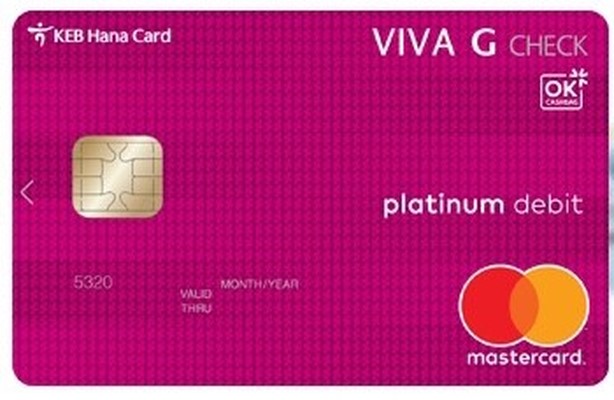 KEB Hana Card
VIVA G CHECK
OK
CASHBAG
platinum debit
5320
MONTH/YEAR
VALID
THRU
mastercard.